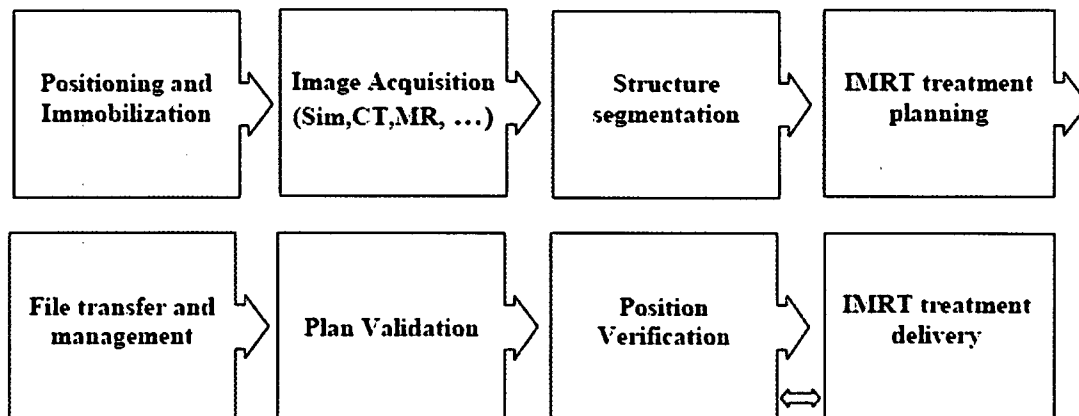 Positioning and
Immobilization
Image Acquisition
(Sim,CT,MR, ...)
Structure
segmentation
IMRT treatment
planning
File transfer and
management
Plan Validation
Position
Verification
IMRT treatment
delivery